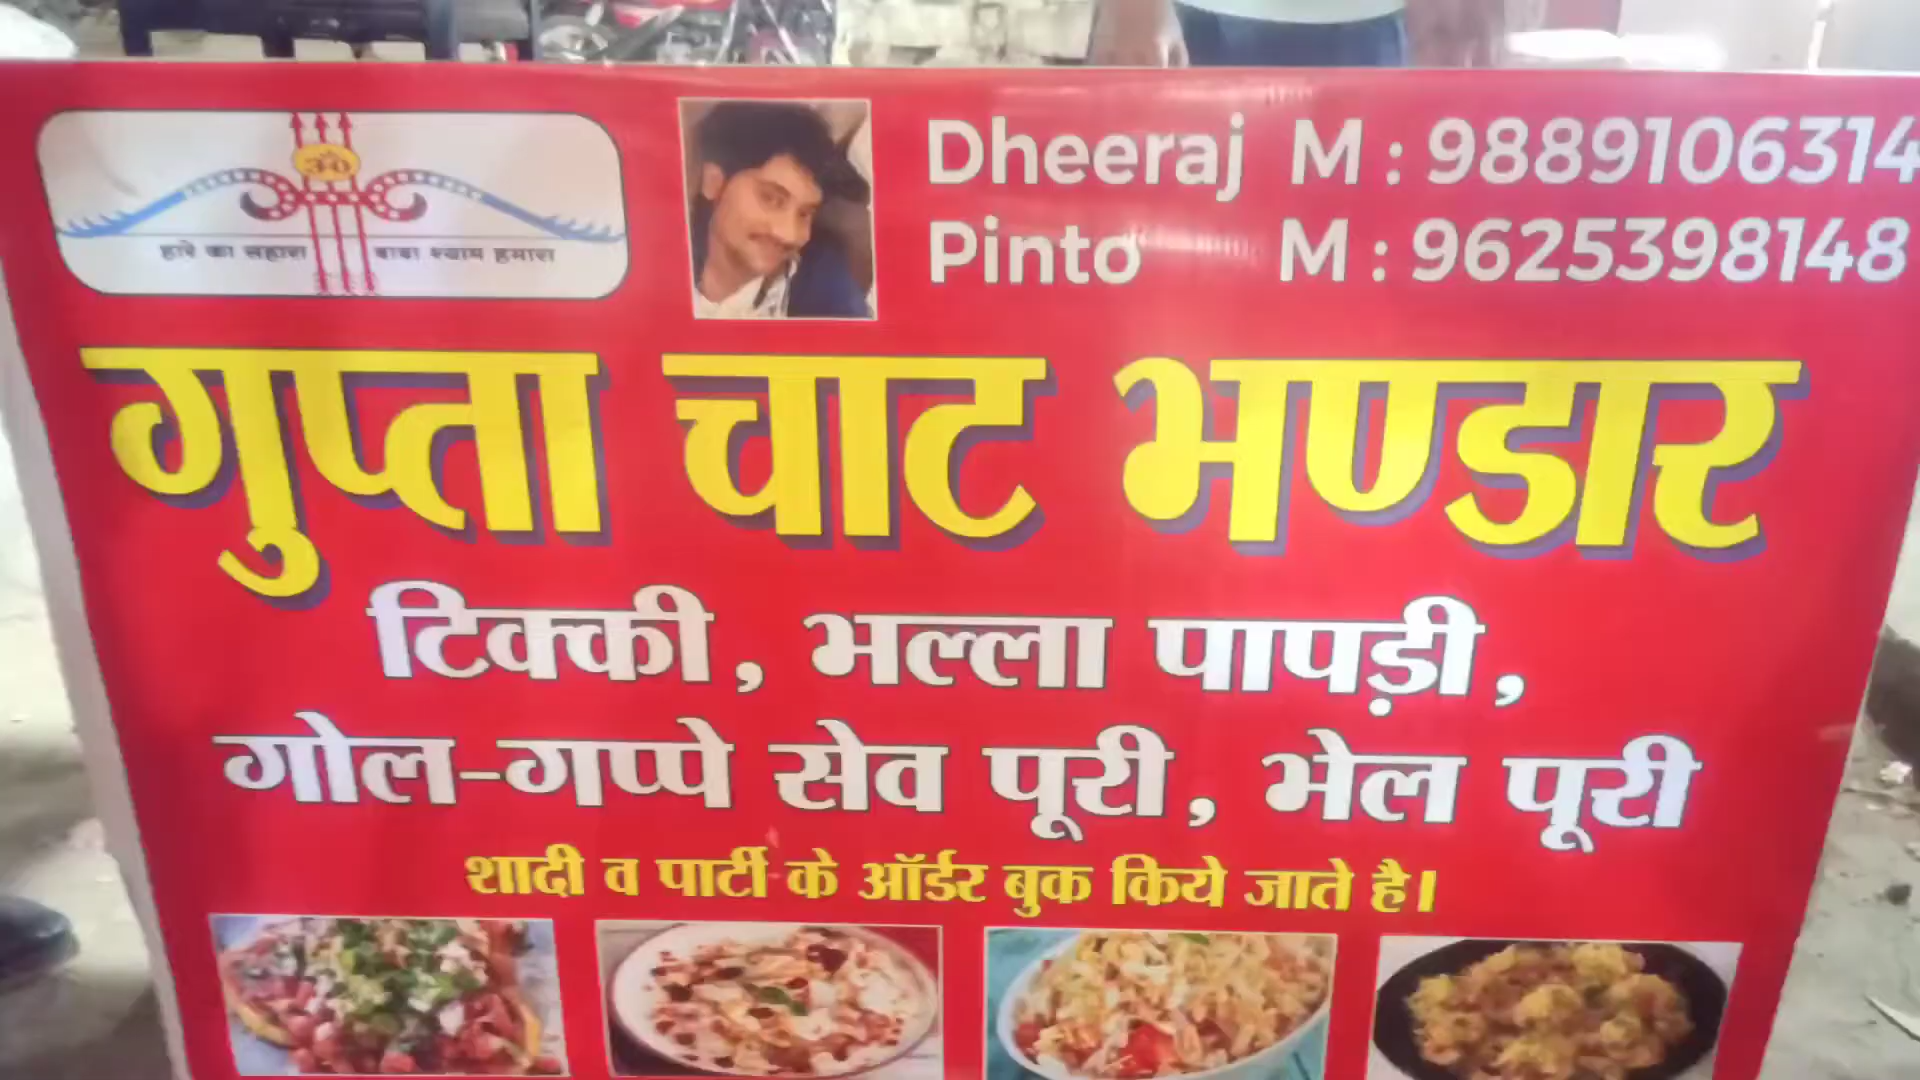 ॐ
हारे का सहारा बाबा श्याम हमारा
Dheeraj M : 9889106314
Pinto M : 9625398148
गुप्ता चाट भण्डार
टिक्की, भल्ला पापड़ी,
गोल-गप्पे सेव पूरी, भेल पूरी
शादी व पार्टी के ऑर्डर बुक किये जाते है।